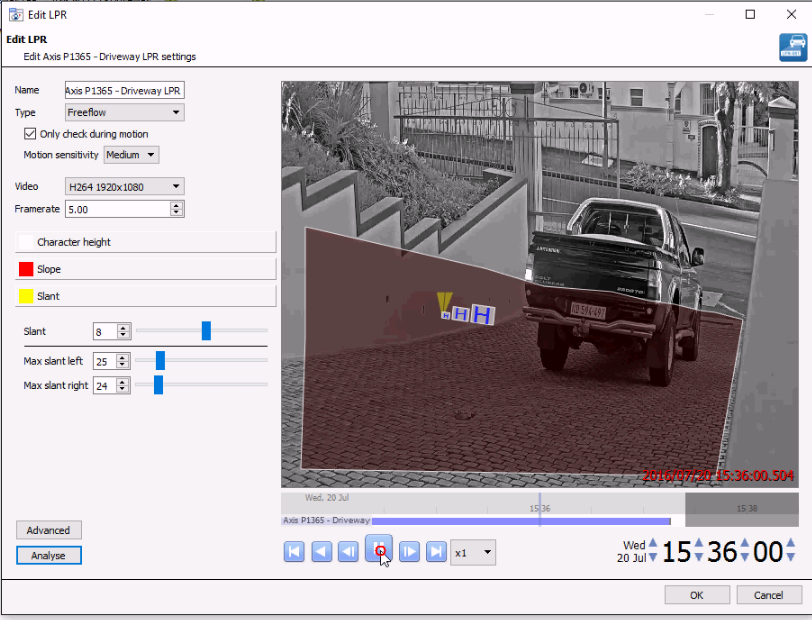 Edit LPR
Edit LPR
Edit Axis P1365 - Driveway LPR settings
Name Axis P1365 - Driveway LPR
Type Freeflow
Only check during motion
Motion sensitivity Medium
Video H264 1920x1080
Framerate 5.00
Character height
Slope
Slant
Slant 8
Max slant left 25
Max slant right 24
H H H
2016/07/20 15:36:00.504
Wed, 20 Jul
15:36 15:38
Axis P1365 - Driveway
Advanced
Analyse
x1
Wed
20 Jul
15 36 00
OK Cancel